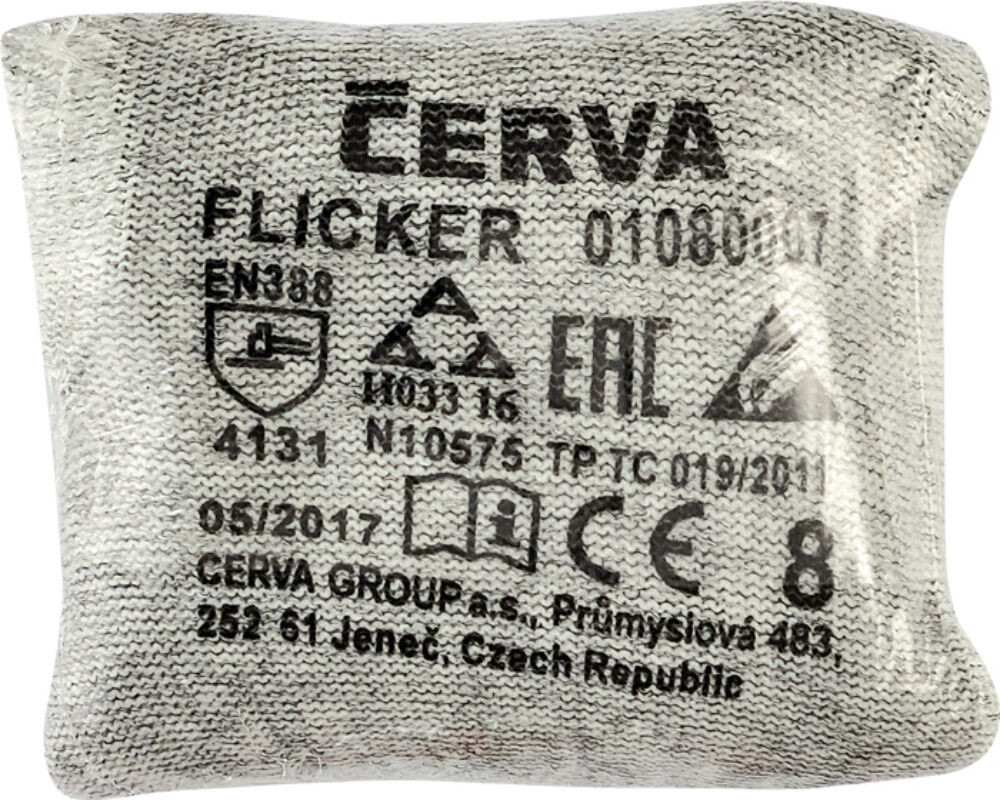 ČERVA
FLICKER 01080007
EN388
H033 16 EAC
4131 N10575 TP TC 019/2011
05/2017 i CE 8
CERVA GROUP a.s., Průmyslová 483,
252 61 Jeneč, Czech Republic